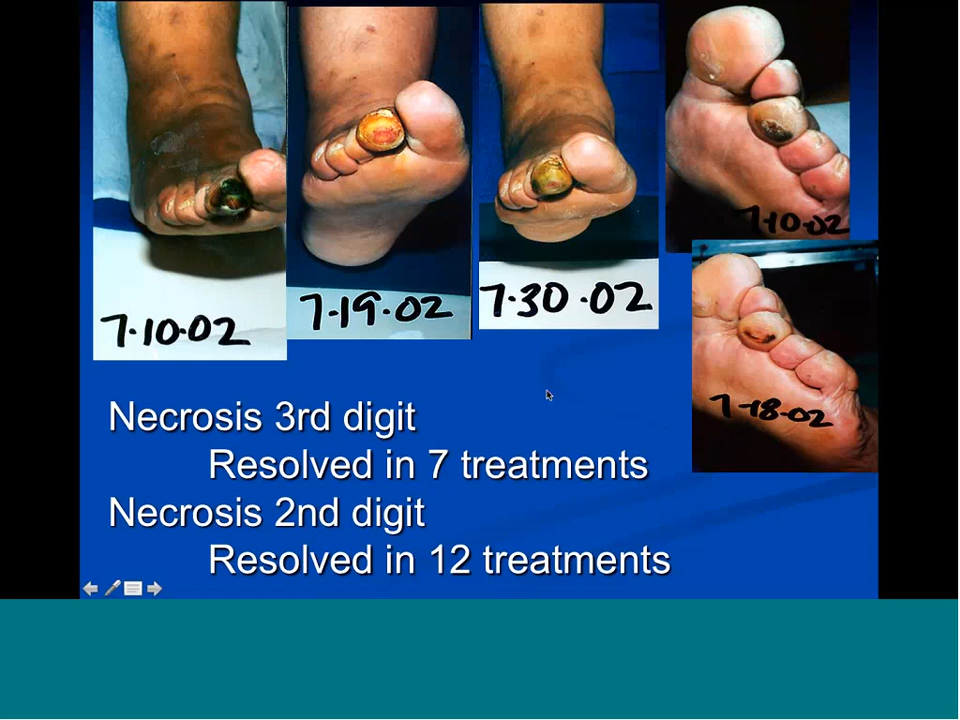 7·10·02
7·19·02
7·30·02
7-10-02
7-18-02
Necrosis 3rd digit
Resolved in 7 treatments
Necrosis 2nd digit
Resolved in 12 treatments